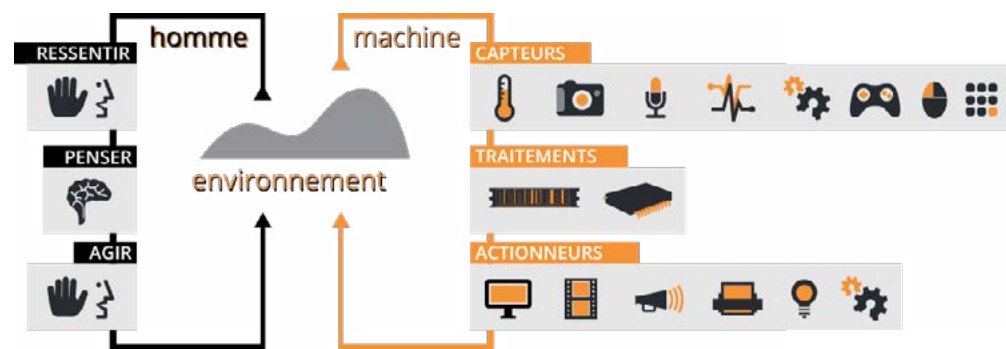 homme
machine
RESSENTIR
CAPTEURS
PENSER
TRAITEMENTS
environnement
AGIR
ACTIONNEURS